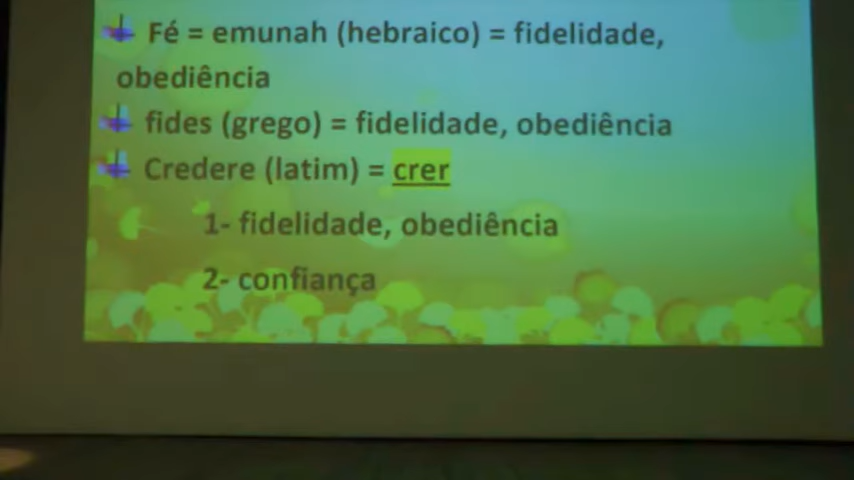 Fé = emunah (hebraico) = fidelidade,
obediência
fides (grego) = fidelidade, obediência
Credere (latim) = crer
1- fidelidade, obediência
2- confiança